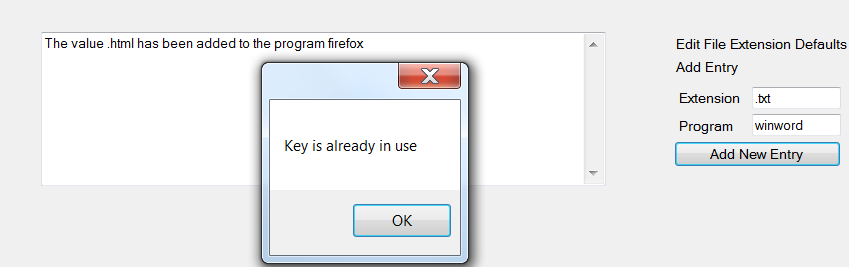 The value .html has been added to the program firefox
Key is already in use
OK
Edit File Extension Defaults
Add Entry
Extension .txt
Program winword
Add New Entry